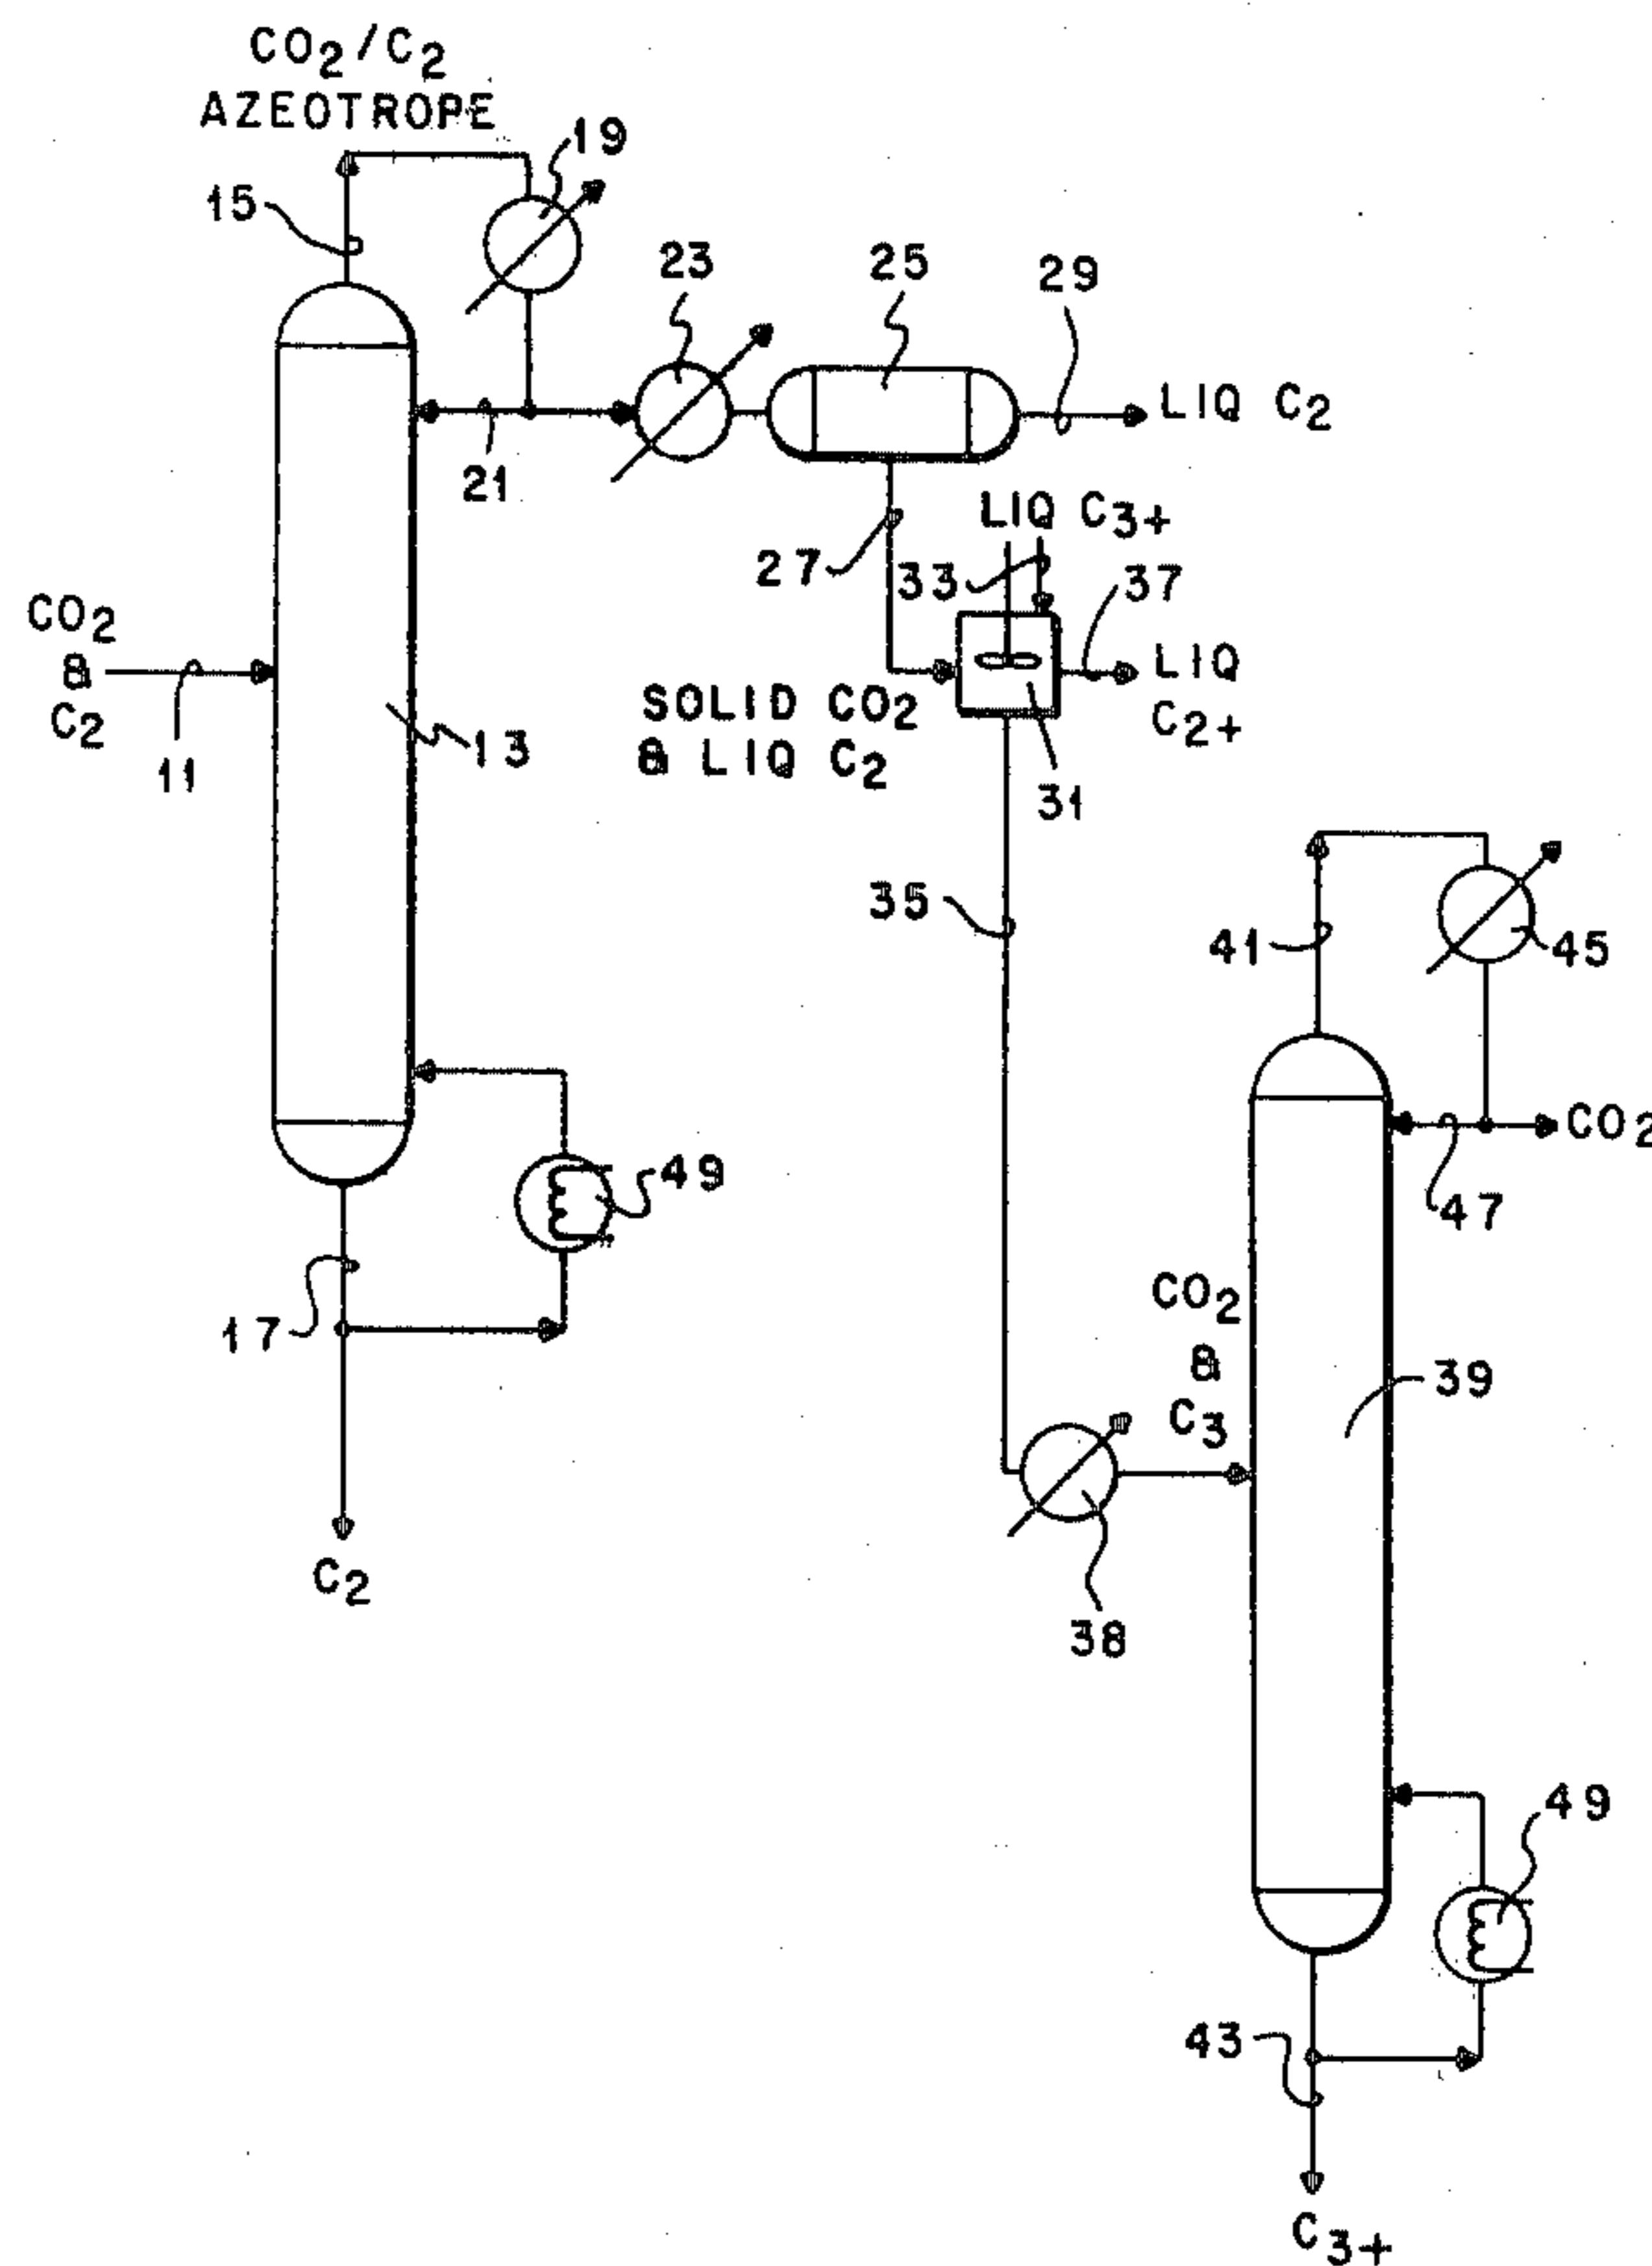 CO2/C2
AZEOTROPE
19
15
23
25
29
LIQ C2
21
LIQ C3+
27
33
37
CO2
&
C2
11
13
SOLID CO2
& LIQ C2
LIQ
C2+
31
35
41
45
CO2
47
49
17
CO2
&
C3
39
C2
38
49
43
C3+